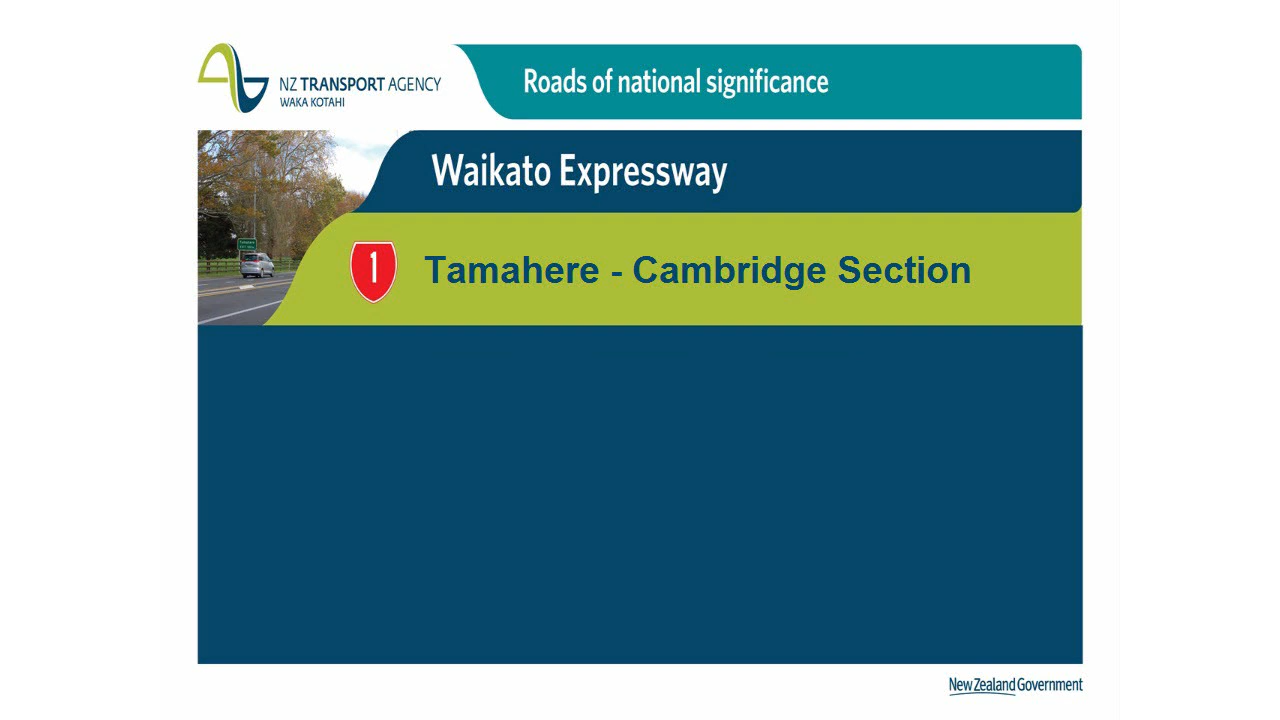 NZ TRANSPORT AGENCY
WAKA KOTAHI
Roads of national significance
Waikato Expressway
1
Tamahere - Cambridge Section
New Zealand Government